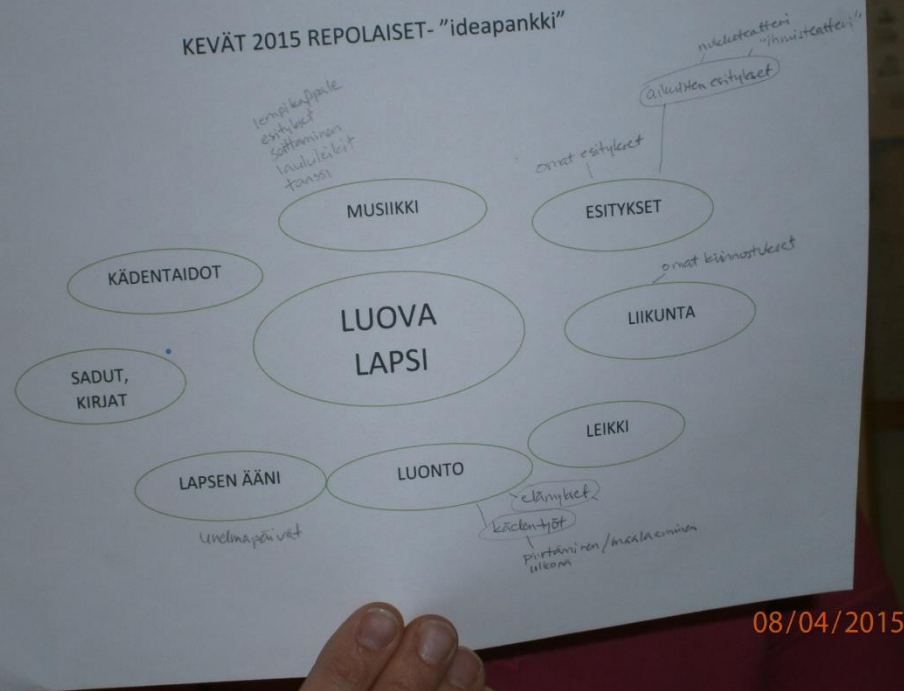 KEVÄT 2015 REPOLAISET- "ideapankki"
nukketeatteri
"ihmisteatteri"
aikuisten esitykset
lempikappale
esitykset
soittaminen
laululeikit
tanssi
omat esitykset
MUSIIKKI
ESITYKSET
omat kiinnostukset
KÄDENTAIDOT
LUOVA
LAPSI
LIIKUNTA
SADUT,
KIRJAT
LEIKKI
LAPSEN ÄÄNI
LUONTO
elämykset
kädentyöt
unelmapäivät
piirtäminen/maalaaminen
ulkona
08/04/2015